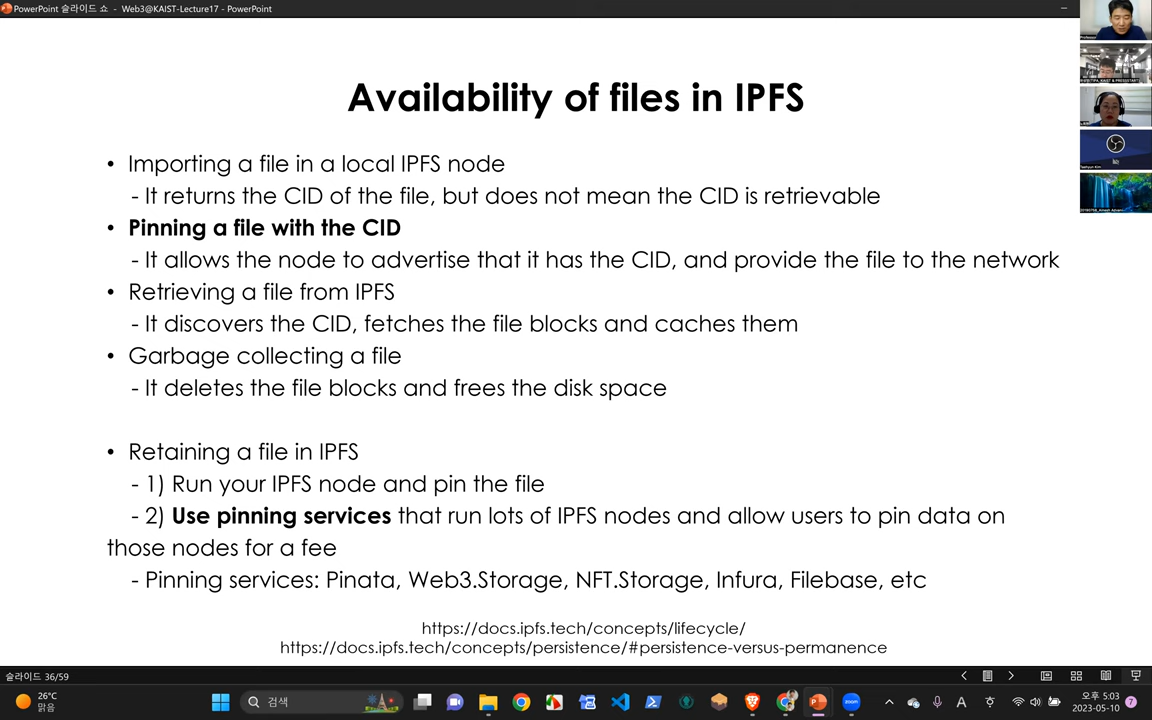 PowerPoint 슬라이드 쇼 - Web3@KAIST-Lecture17 - PowerPoint
Availability of files in IPFS
• Importing a file in a local IPFS node
- It returns the CID of the file, but does not mean the CID is retrievable
• Pinning a file with the CID
- It allows the node to advertise that it has the CID, and provide the file to the network
• Retrieving a file from IPFS
- It discovers the CID, fetches the file blocks and caches them
• Garbage collecting a file
- It deletes the file blocks and frees the disk space
• Retaining a file in IPFS
- 1) Run your IPFS node and pin the file
- 2) Use pinning services that run lots of IPFS nodes and allow users to pin data on
those nodes for a fee
- Pinning services: Pinata, Web3.Storage, NFT.Storage, Infura, Filebase, etc
https://docs.ipfs.tech/concepts/lifecycle/
https://docs.ipfs.tech/concepts/persistence/#persistence-versus-permanence
슬라이드 36/59
26°C
맑음
검색
A
오후 5:03
2023-05-10
7